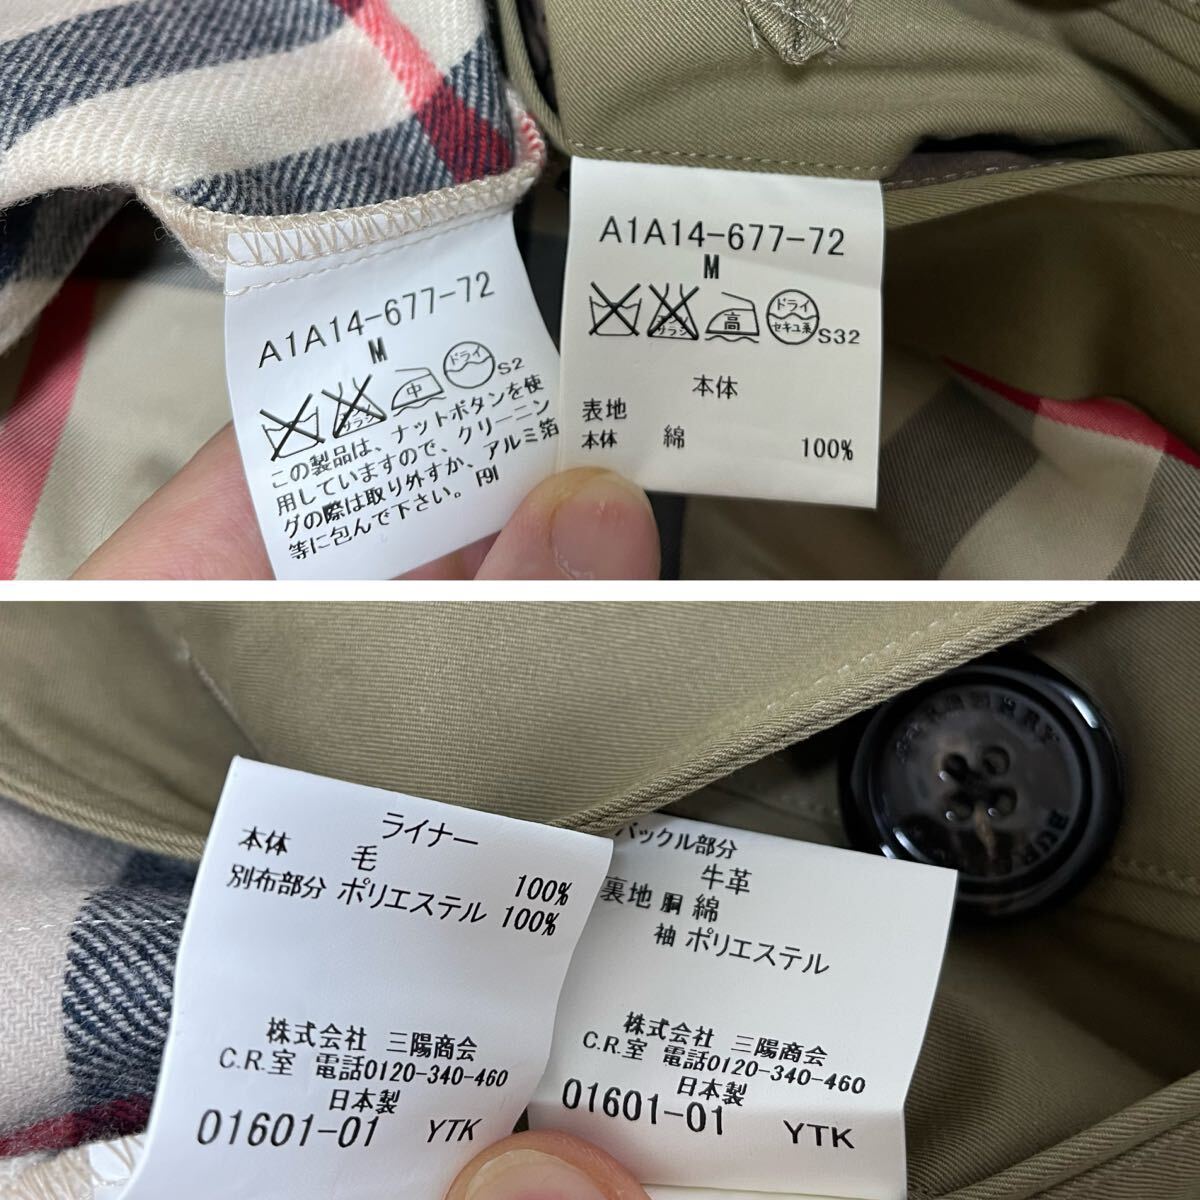 A1A14-677-72
M
サラシ 中 ドライ S2
この製品は、ナットボタンを使
用していますので、クリーニン
グの際は取り外すか、アルミ箔
等に包んで下さい。
A1A14-677-72
M
サラシ 高 ドライ セキユ系 S32
本体
表地
本体 綿 100%
ライナー
本体 毛 100%
別布部分 ポリエステル 100%
株式会社 三陽商会
C.R.室 電話0120-340-460
日本製
01601-01 YTK
バックル部分
牛革
裏地 胴 綿
袖 ポリエステル
株式会社 三陽商会
C.R.室 電話0120-340-460
日本製
01601-01 YTK